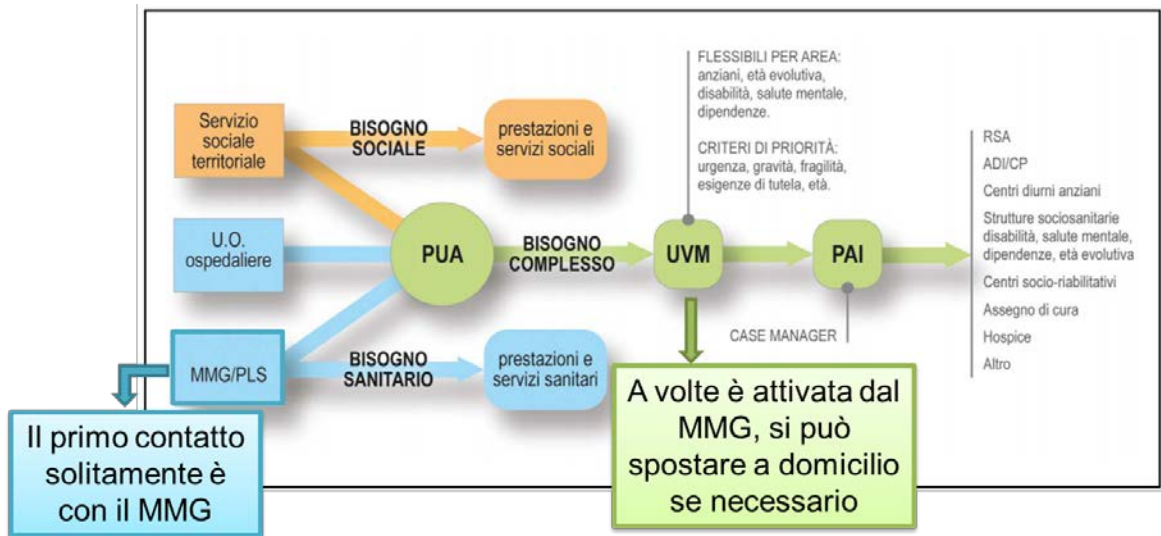 FLESSIBILI PER AREA:
anziani, età evolutiva,
disabilità, salute mentale,
dipendenze.
CRITERI DI PRIORITÀ:
urgenza, gravità, fragilità,
esigenze di tutela, età.
Servizio
sociale
territoriale
BISOGNO
SOCIALE
prestazioni e
servizi sociali
U.O.
ospedaliere
PUA
BISOGNO
COMPLESSO
UVM
PAI
RSA
ADI/CP
Centri diurni anziani
Strutture sociosanitarie
disabilità, salute mentale,
dipendenze, età evolutiva
Centri socio-riabilitativi
Assegno di cura
Hospice
Altro
CASE MANAGER
MMG/PLS
BISOGNO
SANITARIO
prestazioni e
servizi sanitari
Il primo contatto
solitamente è
con il MMG
A volte è attivata dal
MMG, si può
spostare a domicilio
se necessario